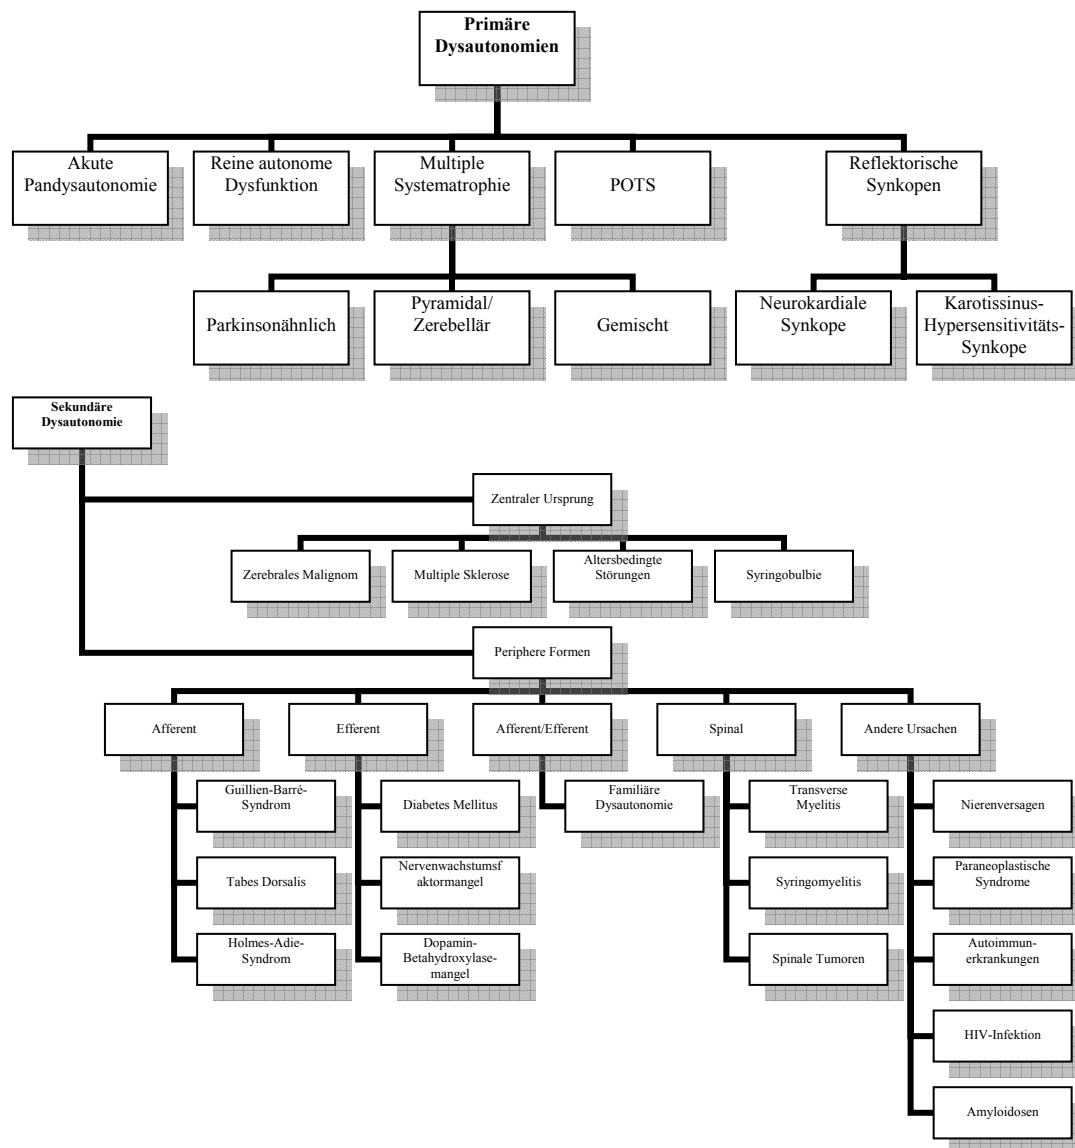 Primäre
Dysautonomien
Akute
Pandysautonomie
Reine autonome
Dysfunktion
Multiple
Systematrophie
POTS
Reflektorische
Synkopen
Parkinsonähnlich
Pyramidal/
Zerebellär
Gemischt
Neurokardiale
Synkope
Karotissinus-
Hypersensitivitäts-
Synkope
Sekundäre
Dysautonomie
Zentraler Ursprung
Zerebrales Malignom
Multiple Sklerose
Altersbedingte
Störungen
Syringobulbie
Periphere Formen
Afferent
Efferent
Afferent/Efferent
Spinal
Andere Ursachen
Guillien-Barré-
Syndrom
Diabetes Mellitus
Familiäre
Dysautonomie
Transverse
Myelitis
Nierenversagen
Tabes Dorsalis
Nervenwachstumsf
aktormangel
Syringomyelitis
Paraneoplastische
Syndrome
Holmes-Adie-
Syndrom
Dopamin-
Betahydroxylase-
mangel
Spinale Tumoren
Autoimmun-
erkrankungen
HIV-Infektion
Amyloidosen